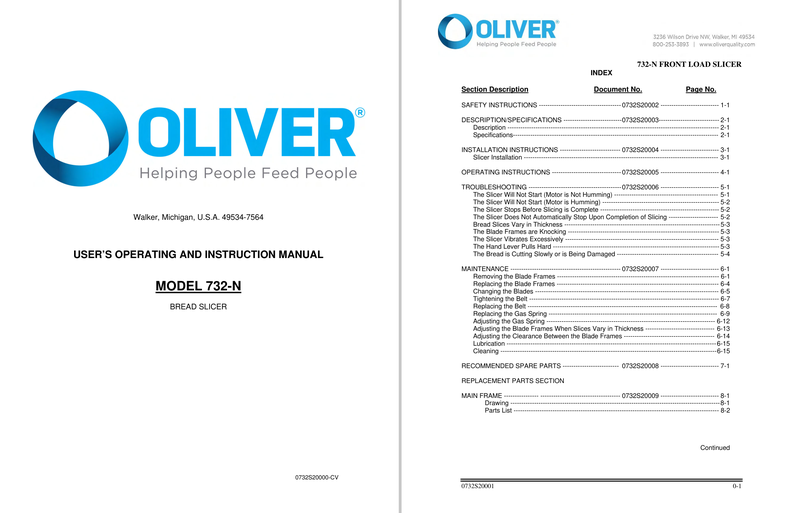 OLIVER®
Helping People Feed People
Walker, Michigan, U.S.A. 49534-7564
USER'S OPERATING AND INSTRUCTION MANUAL
MODEL 732-N
BREAD SLICER
0732S20000-CV
OLIVER®
Helping People Feed People
3236 Wilson Drive NW, Walker, MI 49534
800-253-3893 | www.oliverquality.com
732-N FRONT LOAD SLICER
INDEX
Section Description Document No. Page No.
SAFETY INSTRUCTIONS ---------------------------------- 0732S20002 ------------------------- 1-1
DESCRIPTION/SPECIFICATIONS -------------------------0732S20003-------------------------- 2-1
Description ------------------------------------------------------------------------------------------ 2-1
Specifications--------------------------------------------------------------------------------------- 2-1
INSTALLATION INSTRUCTIONS -------------------------- 0732S20004 ------------------------- 3-1
Slicer Installation ----------------------------------------------------------------------------------- 3-1
OPERATING INSTRUCTIONS ----------------------------- 0732S20005 ------------------------- 4-1
TROUBLESHOOTING ---------------------------------------0732S20006 ------------------------- 5-1
The Slicer Will Not Start (Motor is Not Humming) --------------------------------------------- 5-1
The Slicer Will Not Start (Motor is Humming) -------------------------------------------------- 5-2
The Slicer Stops Before Slicing is Complete --------------------------------------------------- 5-2
The Slicer Does Not Automatically Stop Upon Completion of Slicing --------------------- 5-2
Bread Slices Vary in Thickness ------------------------------------------------------------------5-3
The Blade Frames are Knocking ----------------------------------------------------------------- 5-3
The Slicer Vibrates Excessively ------------------------------------------------------------------ 5-3
The Hand Lever Pulls Hard -----------------------------------------------------------------------5-3
The Bread is Cutting Slowly or is Being Damaged -------------------------------------------- 5-4
MAINTENANCE ----------------------------------------------- 0732S20007 ------------------------- 6-1
Removing the Blade Frames --------------------------------------------------------------------- 6-1
Replacing the Blade Frames --------------------------------------------------------------------- 6-4
Changing the Blades ------------------------------------------------------------------------------- 6-5
Tightening the Belt ---------------------------------------------------------------------------------- 6-7
Replacing the Belt ---------------------------------------------------------------------------------- 6-8
Replacing the Gas Spring ------------------------------------------------------------------------- 6-9
Adjusting the Gas Spring ------------------------------------------------------------------------- 6-12
Adjusting the Blade Frames When Slices Vary in Thickness ------------------------------ 6-13
Adjusting the Clearance Between the Blade Frames --------------------------------------- 6-14
Lubrication -------------------------------------------------------------------------------------------6-15
Cleaning ----------------------------------------------------------------------------------------------6-15
RECOMMENDED SPARE PARTS ------------------------ 0732S20008 ------------------------- 7-1
REPLACEMENT PARTS SECTION
MAIN FRAME --------------- ---------------------------------- 0732S20009 ------------------------- 8-1
Drawing -----------------------------------------------------------------------------------------8-1
Parts List ---------------------------------------------------------------------------------------- 8-2
Continued
0732S20001 0-1